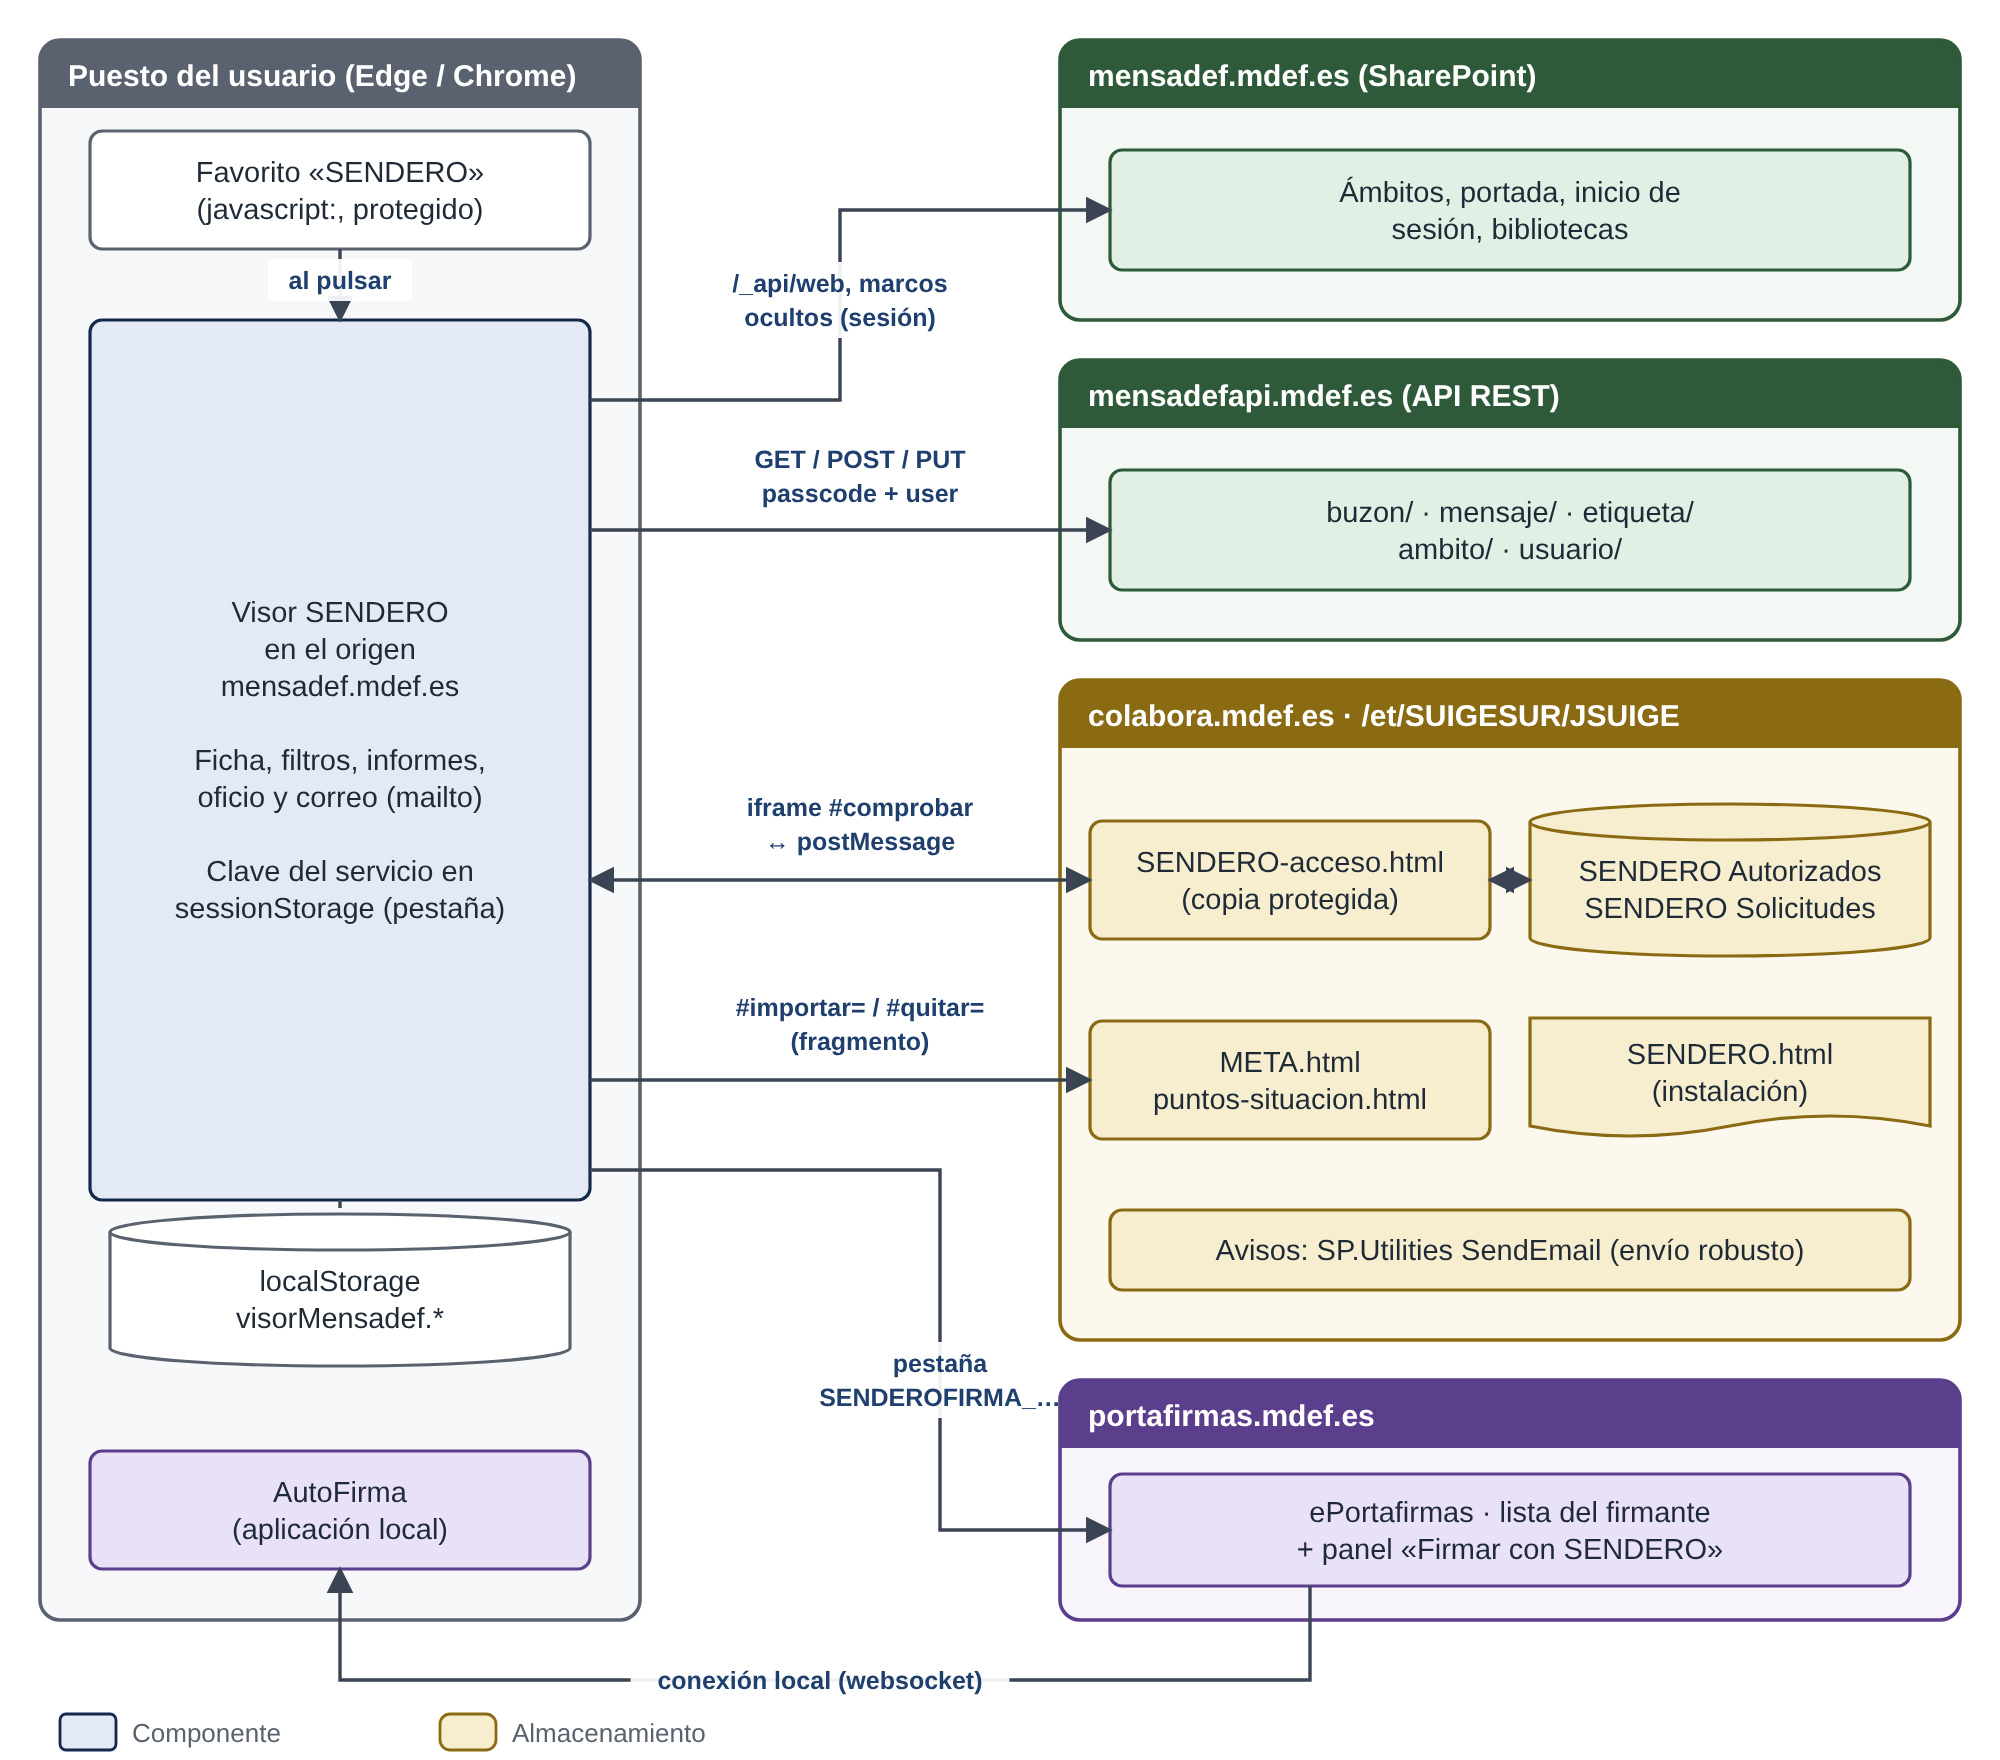 Puesto del usuario (Edge / Chrome)
Favorito «SENDERO»
(javascript:, protegido)
al pulsar
Visor SENDERO
en el origen
mensadef.mdef.es
Ficha, filtros, informes,
oficio y correo (mailto)
Clave del servicio en
sessionStorage (pestaña)
localStorage
visorMensadef.*
AutoFirma
(aplicación local)
/_api/web, marcos
ocultos (sesión)
GET / POST / PUT
passcode + user
iframe #comprobar
↔ postMessage
#importar= / #quitar=
(fragmento)
pestaña
SENDEROFIRMA_…
conexión local (websocket)
mensadef.mdef.es (SharePoint)
Ámbitos, portada, inicio de
sesión, bibliotecas
mensadefapi.mdef.es (API REST)
buzon/ · mensaje/ · etiqueta/
ambito/ · usuario/
colabora.mdef.es · /et/SUIGESUR/JSUIGE
SENDERO-acceso.html
(copia protegida)
SENDERO Autorizados
SENDERO Solicitudes
META.html
puntos-situacion.html
SENDERO.html
(instalación)
Avisos: SP.Utilities SendEmail (envío robusto)
portafirmas.mdef.es
ePortafirmas · lista del firmante
+ panel «Firmar con SENDERO»
Componente
Almacenamiento